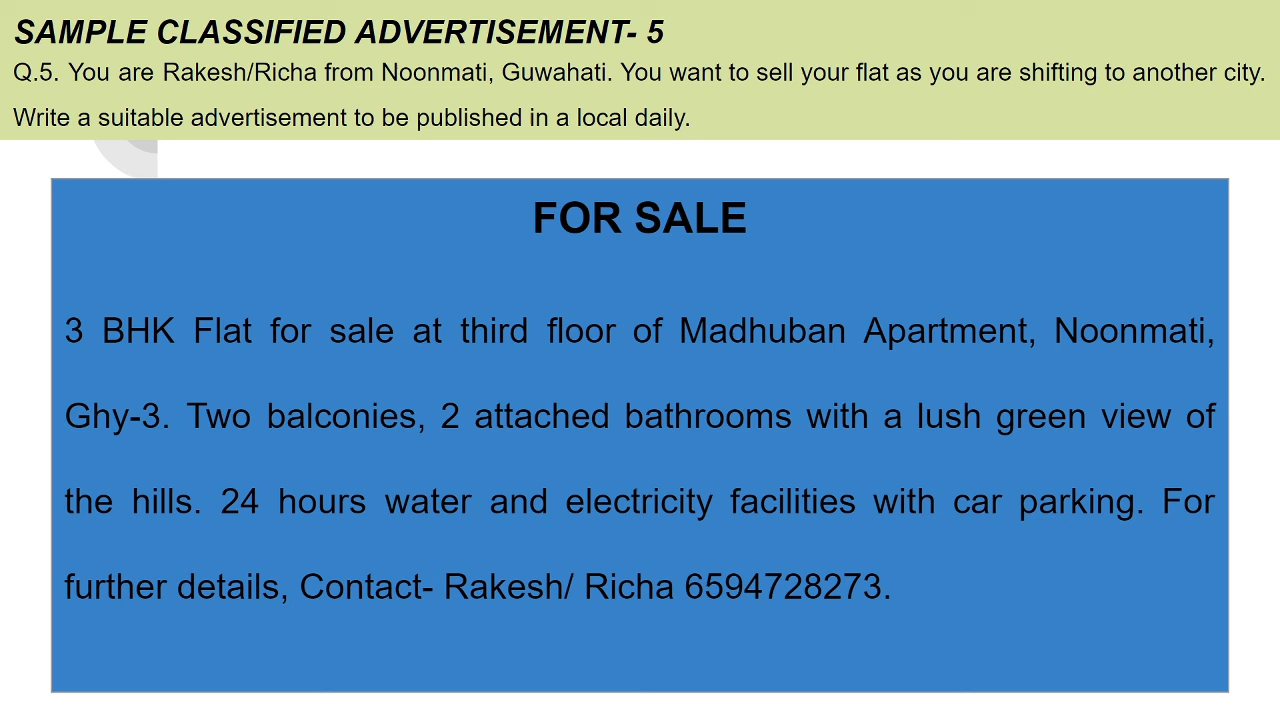 SAMPLE CLASSIFIED ADVERTISEMENT- 5
Q.5. You are Rakesh/Richa from Noonmati, Guwahati. You want to sell your flat as you are shifting to another city.
Write a suitable advertisement to be published in a local daily.
FOR SALE
3 BHK Flat for sale at third floor of Madhuban Apartment, Noonmati,
Ghy-3. Two balconies, 2 attached bathrooms with a lush green view of
the hills. 24 hours water and electricity facilities with car parking. For
further details, Contact- Rakesh/ Richa 6594728273.